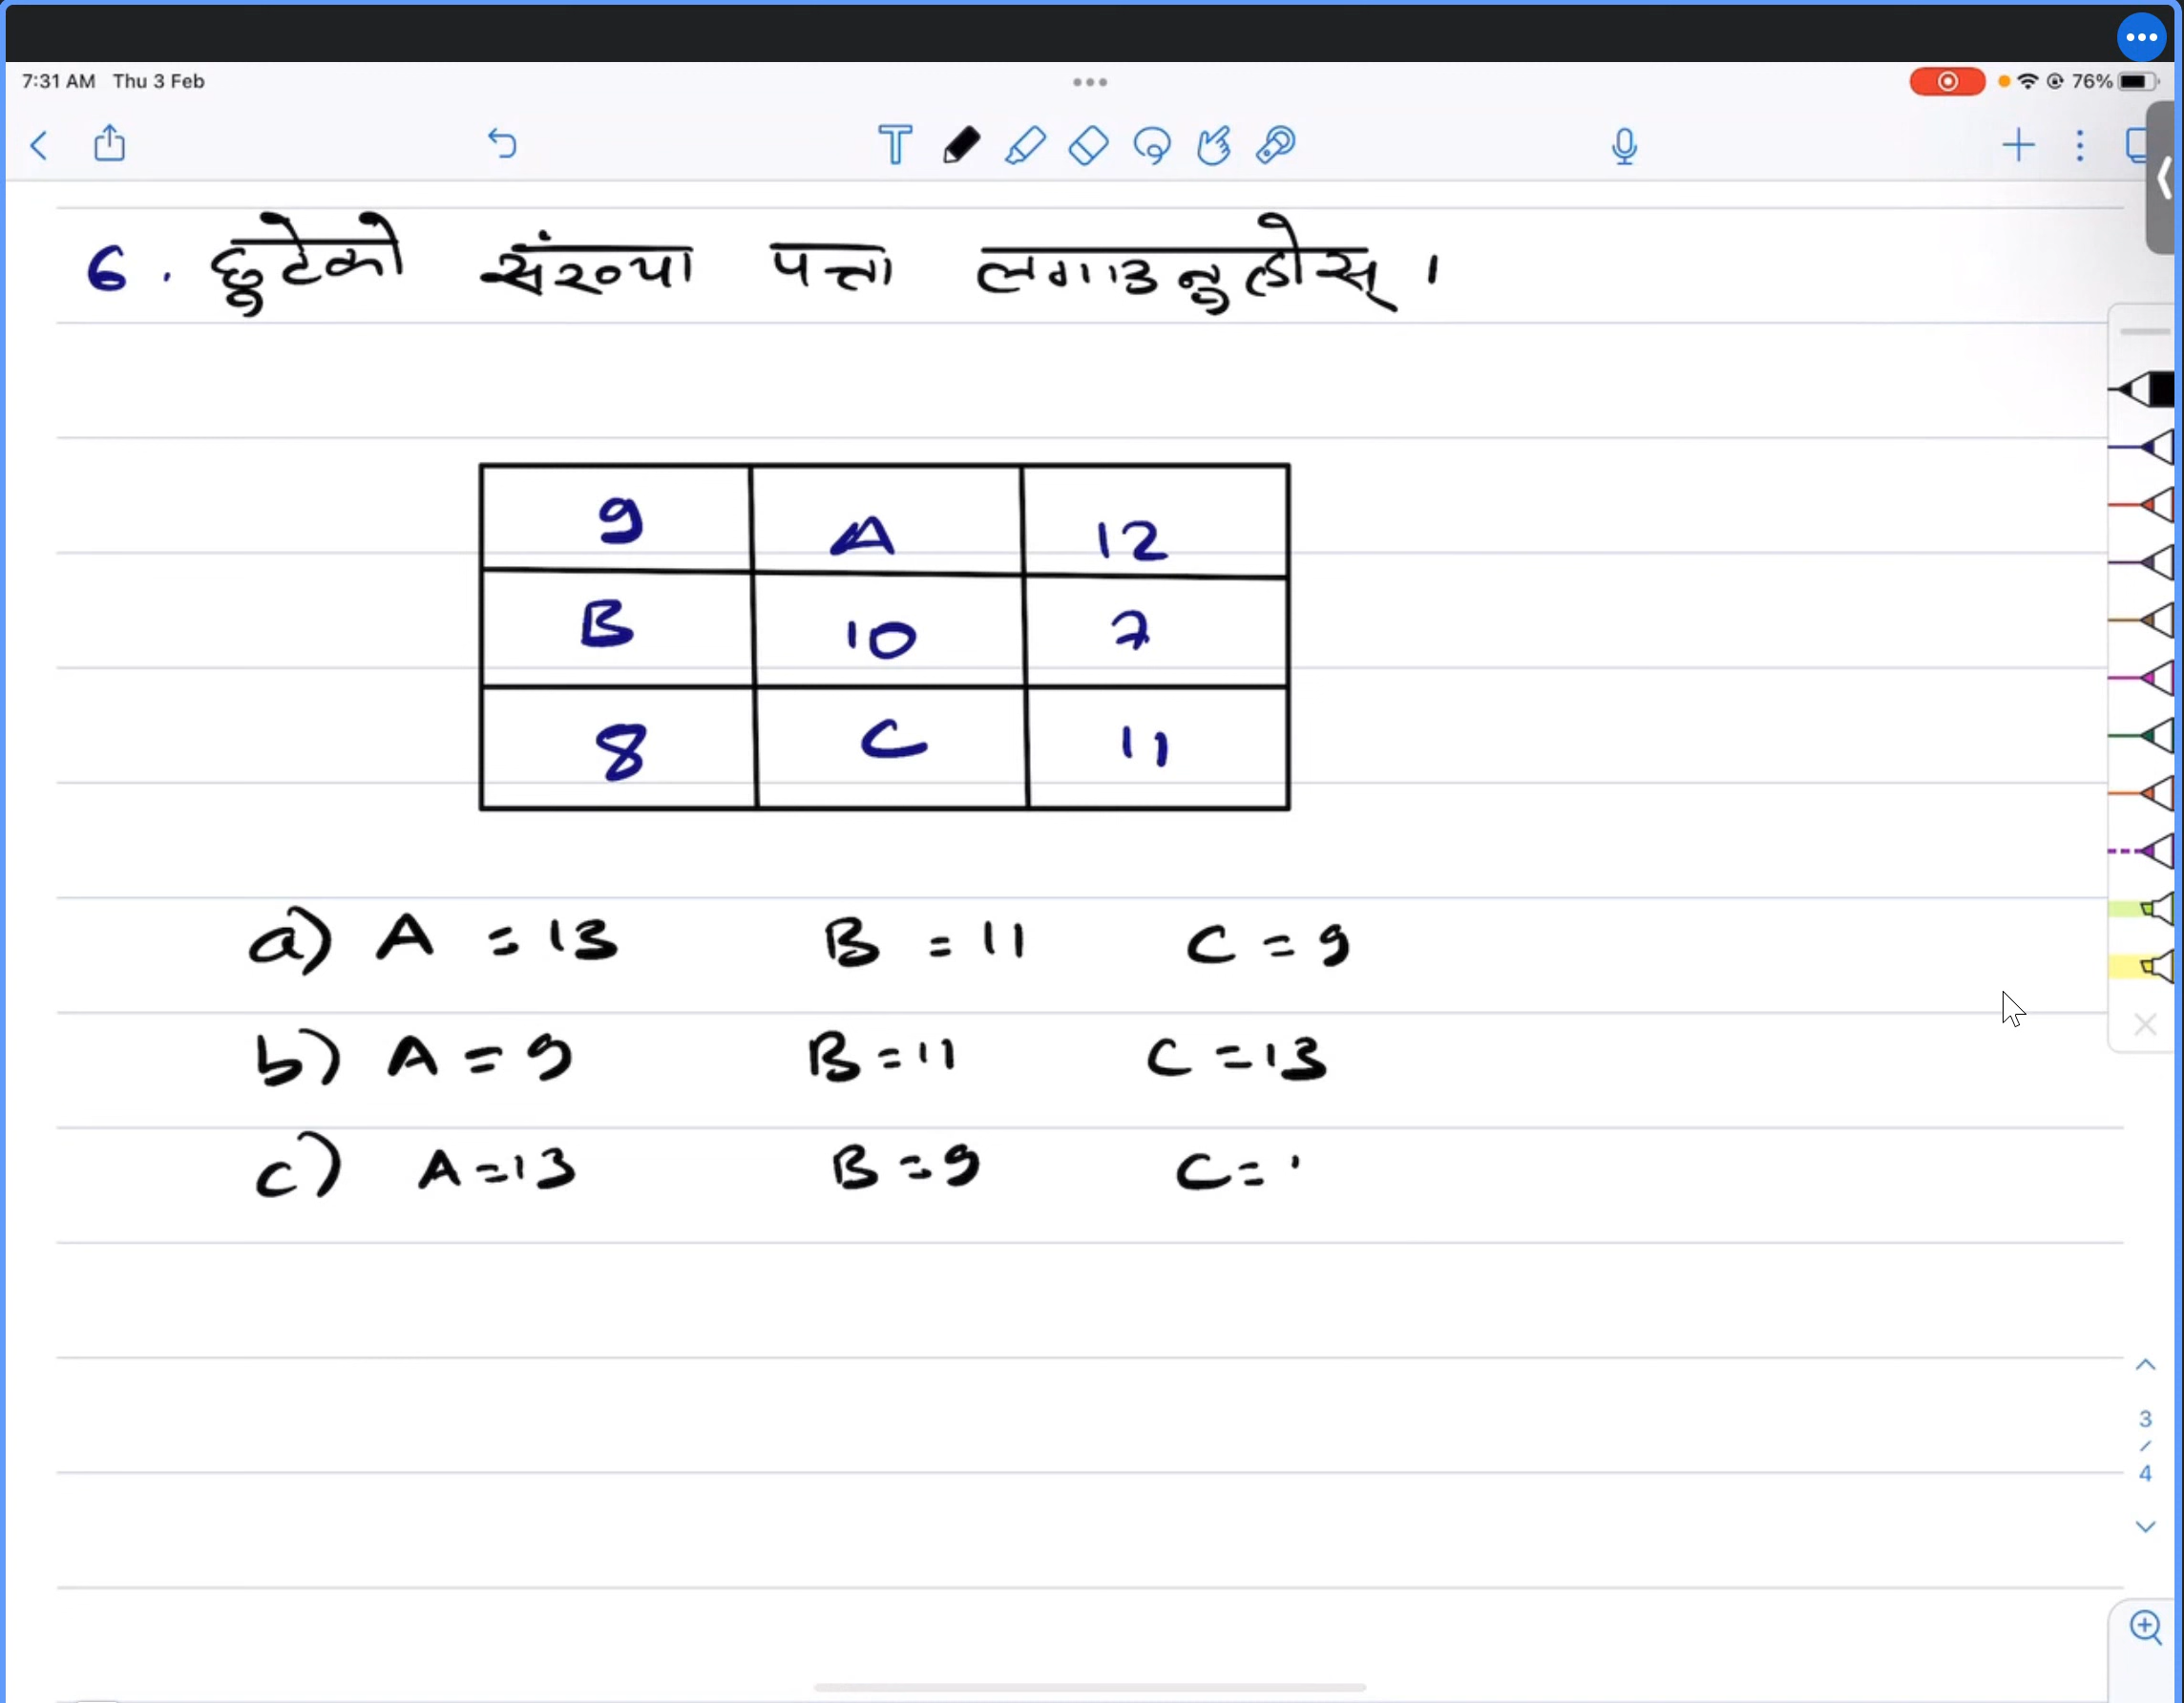 7:31 AM Thu 3 Feb
76%
6. छुटेको संख्या पत्ता लगाउनुहोस् ।
9 A 12
B 10 7
8 C 11
a) A = 13 B = 11 C = 9
b) A = 9 B = 11 C = 13
c) A = 13 B = 9 C =
3
/
4